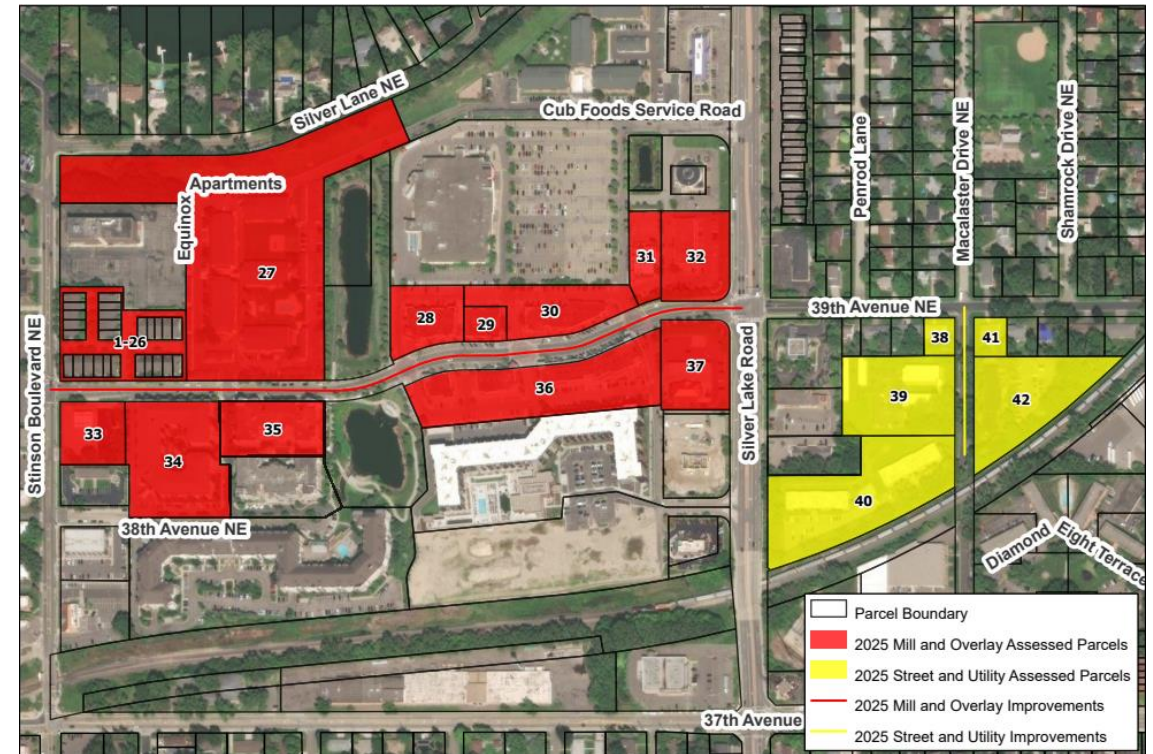 Silver Lane NE
Cub Foods Service Road
Apartments
Equinox
27
31
32
28
29
30
1-26
Stinson Boulevard NE
33
34
35
36
37
38th Avenue NE
Silver Lake Road
Penrod Lane
Macalaster Drive NE
Shamrock Drive NE
39th Avenue NE
38
41
39
42
40
Diamond
Eight Terrace
37th Avenue
Parcel Boundary
2025 Mill and Overlay Assessed Parcels
2025 Street and Utility Assessed Parcels
2025 Mill and Overlay Improvements
2025 Street and Utility Improvements